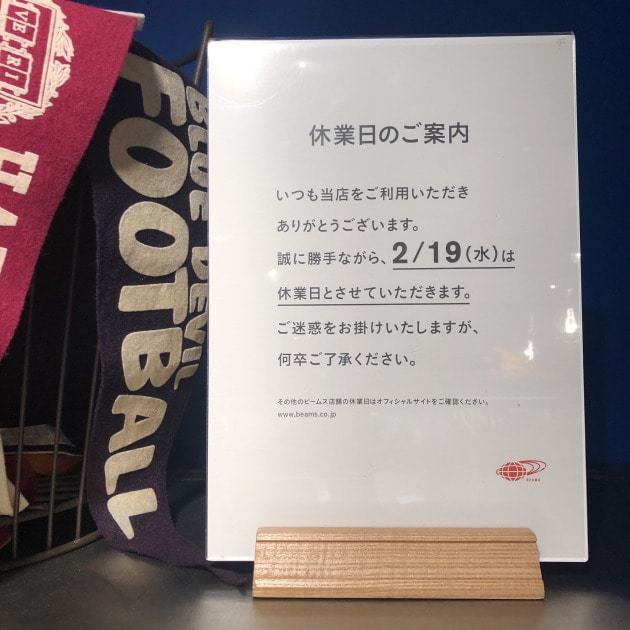 休業日のご案内
いつも当店をご利用いただき
ありがとうございます。
誠に勝手ながら、2/19(水)は
休業日とさせていただきます。
ご迷惑をお掛けいたしますが、
何卒ご了承ください。
その他のビームス店舗の休業日はオフィシャルサイトをご確認ください。
www.beams.co.jp
BEAMS
BLUE DEVIL
FOOTBALL